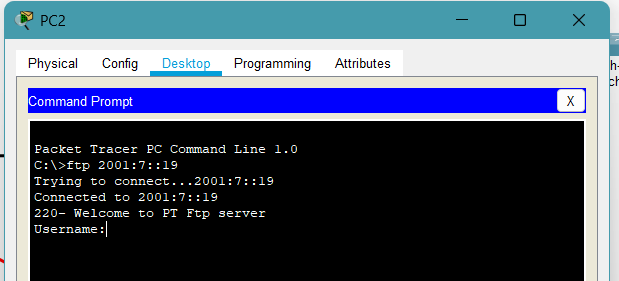 PC2
Physical Config Desktop Programming Attributes
Command Prompt X
Packet Tracer PC Command Line 1.0
C:\>ftp 2001:7::19
Trying to connect...2001:7::19
Connected to 2001:7::19
220- Welcome to PT Ftp server
Username: